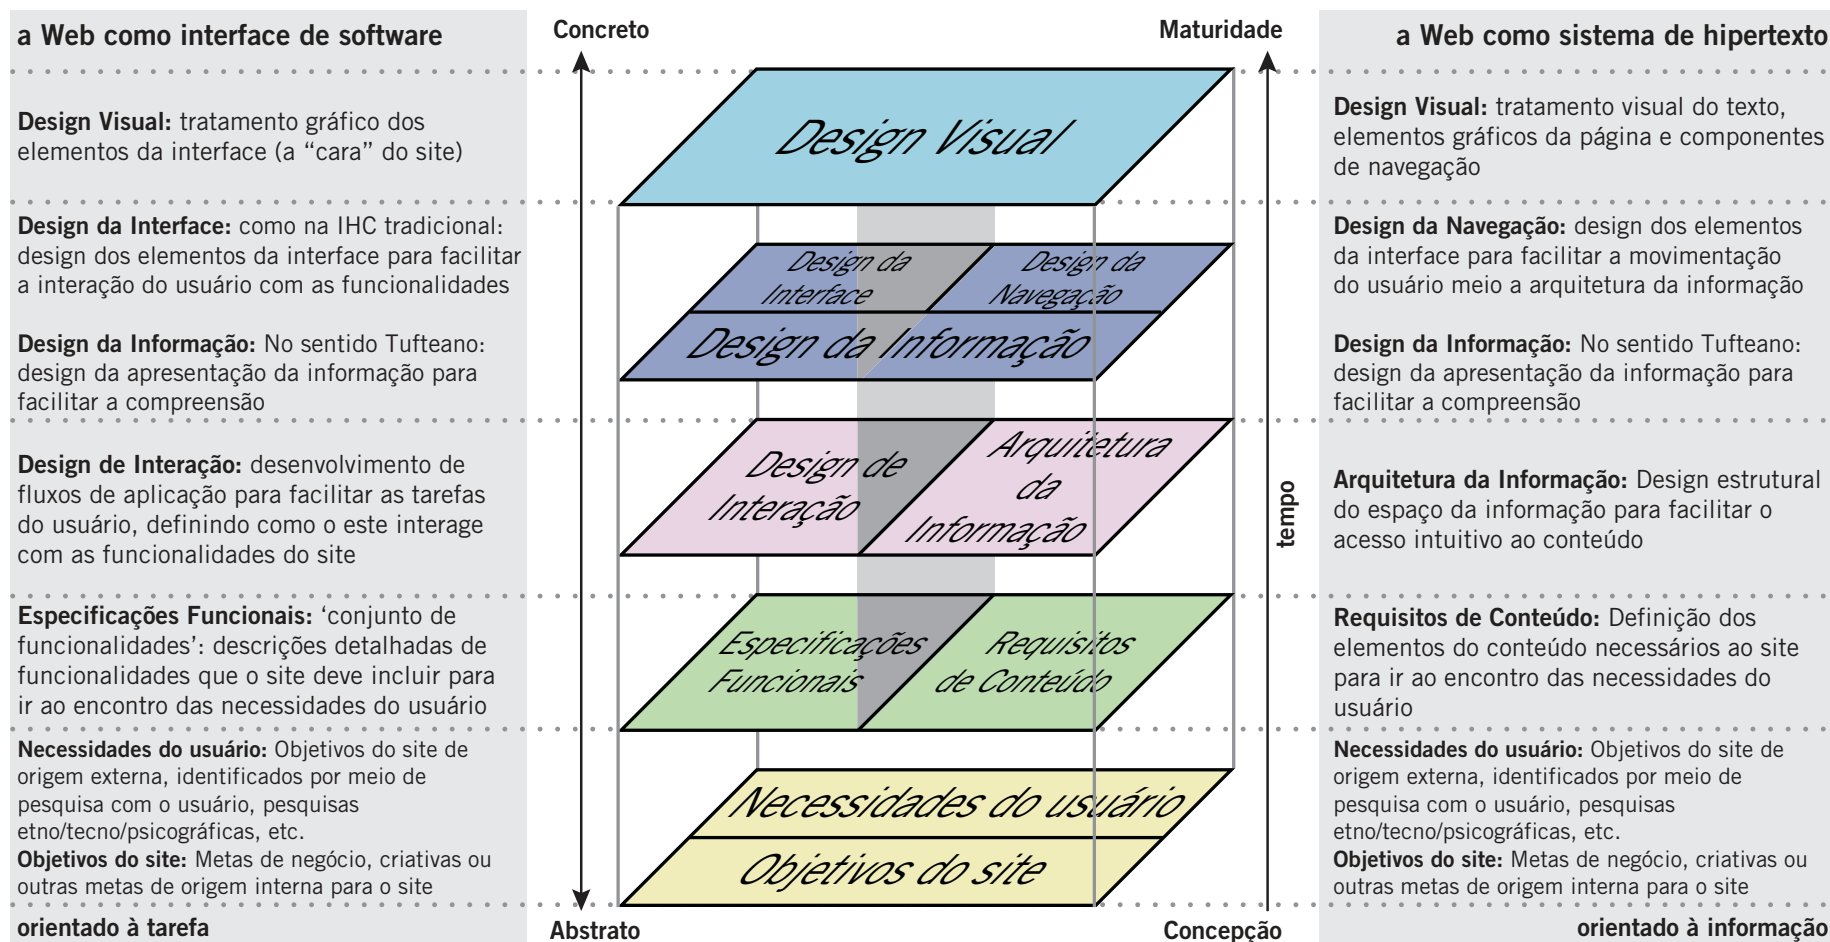 a Web como interface de software
Design Visual: tratamento gráfico dos
elementos da interface (a “cara” do site)
Design da Interface: como na IHC tradicional:
design dos elementos da interface para facilitar
a interação do usuário com as funcionalidades
Design da Informação: No sentido Tufteano:
design da apresentação da informação para
facilitar a compreensão
Design de Interação: desenvolvimento de
fluxos de aplicação para facilitar as tarefas
do usuário, definindo como o este interage
com as funcionalidades do site
Especificações Funcionais: ‘conjunto de
funcionalidades’: descrições detalhadas de
funcionalidades que o site deve incluir para
ir ao encontro das necessidades do usuário
Necessidades do usuário: Objetivos do site de
origem externa, identificados por meio de
pesquisa com o usuário, pesquisas
etno/tecno/psicográficas, etc.
Objetivos do site: Metas de negócio, criativas ou
outras metas de origem interna para o site
orientado à tarefa
Concreto
Maturidade
Design Visual
Design da
Interface
Design da
Navegação
Design da Informação
Design de
Interação
Arquitetura
da
Informação
Especificações
Funcionais
Requisitos
de Conteúdo
Necessidades do usuário
Objetivos do site
tempo
Abstrato
Concepção
a Web como sistema de hipertexto
Design Visual: tratamento visual do texto,
elementos gráficos da página e componentes
de navegação
Design da Navegação: design dos elementos
da interface para facilitar a movimentação
do usuário meio a arquitetura da informação
Design da Informação: No sentido Tufteano:
design da apresentação da informação para
facilitar a compreensão
Arquitetura da Informação: Design estrutural
do espaço da informação para facilitar o
acesso intuitivo ao conteúdo
Requisitos de Conteúdo: Definição dos
elementos do conteúdo necessários ao site
para ir ao encontro das necessidades do
usuário
Necessidades do usuário: Objetivos do site de
origem externa, identificados por meio de
pesquisa com o usuário, pesquisas
etno/tecno/psicográficas, etc.
Objetivos do site: Metas de negócio, criativas ou
outras metas de origem interna para o site
orientado à informação